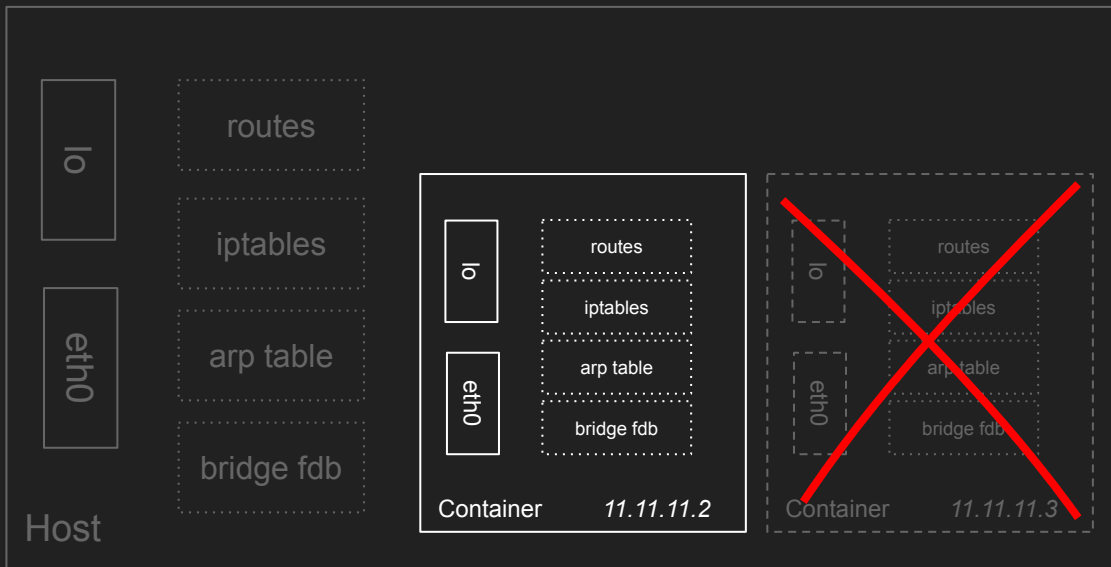 lo
eth0
routes
iptables
arp table
bridge fdb
Host
lo
eth0
routes
iptables
arp table
bridge fdb
Container 11.11.11.2
lo
eth0
routes
iptables
arp table
bridge fdb
Container 11.11.11.3